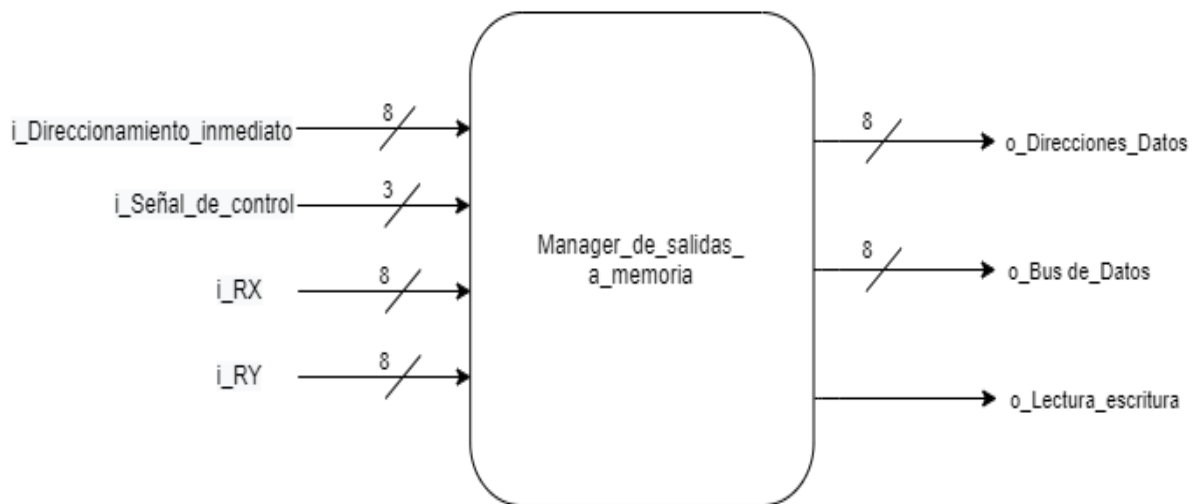 i_Direccionamiento_inmediato
8
i_Señal_de_control
3
i_RX
8
i_RY
8
Manager_de_salidas_
a_memoria
8
o_Direcciones_Datos
8
o_Bus de_Datos
o_Lectura_escritura